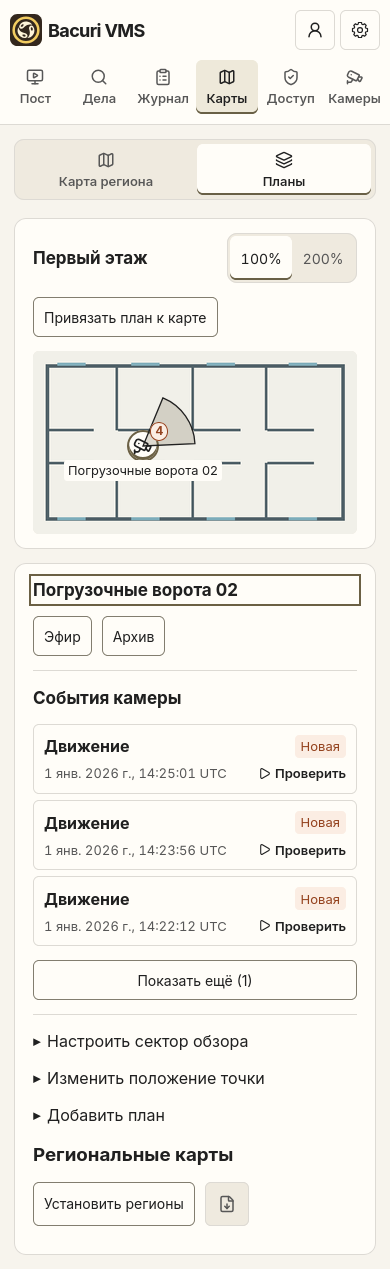 Bacuri VMS
Пост
Дела
Журнал
Карты
Доступ
Камеры
Карта региона
Планы
Первый этаж
100%
200%
Привязать план к карте
4
Погрузочные ворота 02
Погрузочные ворота 02
Эфир
Архив
События камеры
Движение
Новая
1 янв. 2026 г., 14:25:01 UTC
Проверить
Движение
Новая
1 янв. 2026 г., 14:23:56 UTC
Проверить
Движение
Новая
1 янв. 2026 г., 14:22:12 UTC
Проверить
Показать ещё (1)
Настроить сектор обзора
Изменить положение точки
Добавить план
Региональные карты
Установить регионы